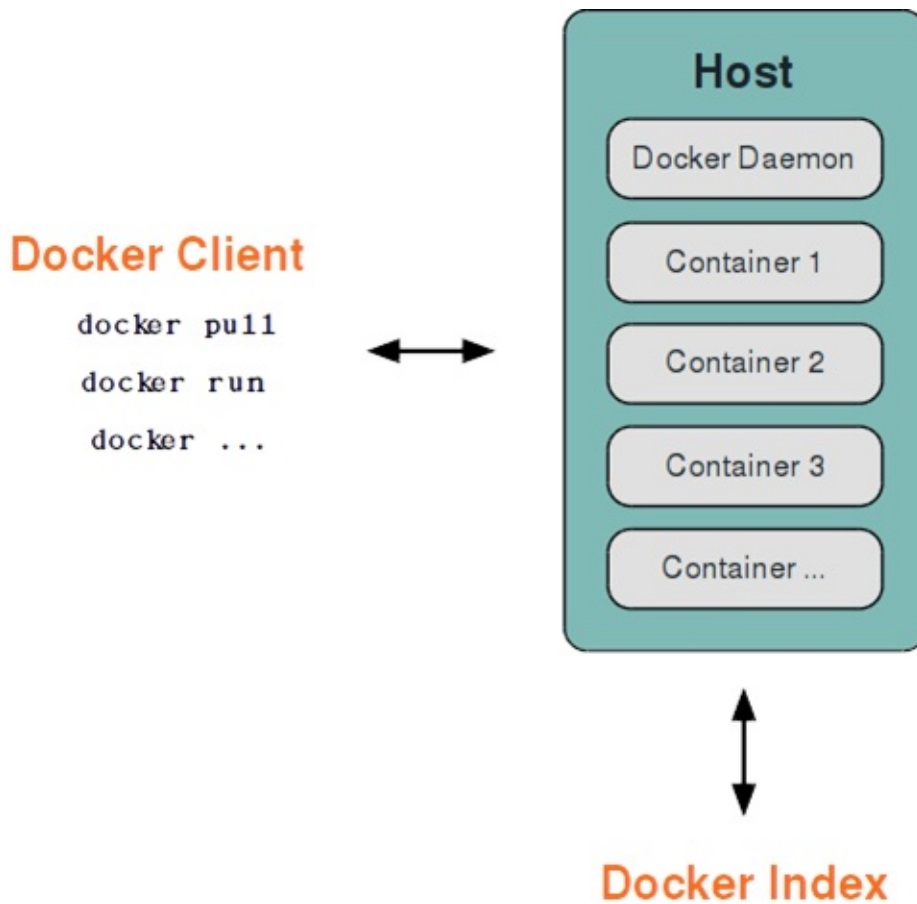 Host
Docker Daemon
Container 1
Container 2
Container 3
Container ...
Docker Client
docker pull
docker run
docker ...
Docker Index